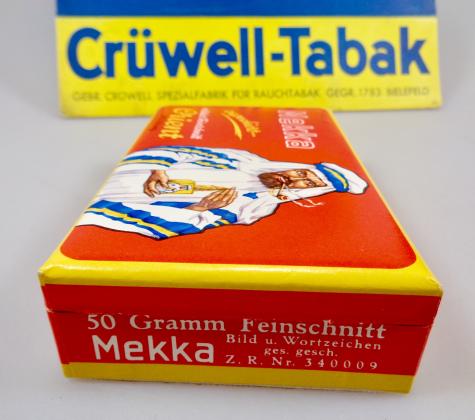 Crüwell-Tabak
GEBR. CRÜWELL SPEZIALFABRIK FÜR RAUCHTABAK GEGR. 1783 BIELEFELD
Mekka
Orient
50 Gramm Feinschnitt
Mekka
Bild u. Wortzeichen
ges. gesch.
Z. R. Nr. 340009